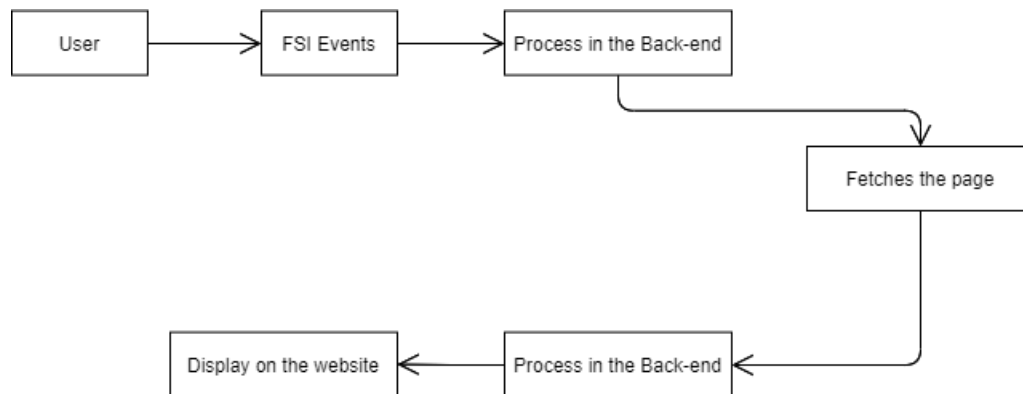 User
FSI Events
Process in the Back-end
Fetches the page
Process in the Back-end
Display on the website